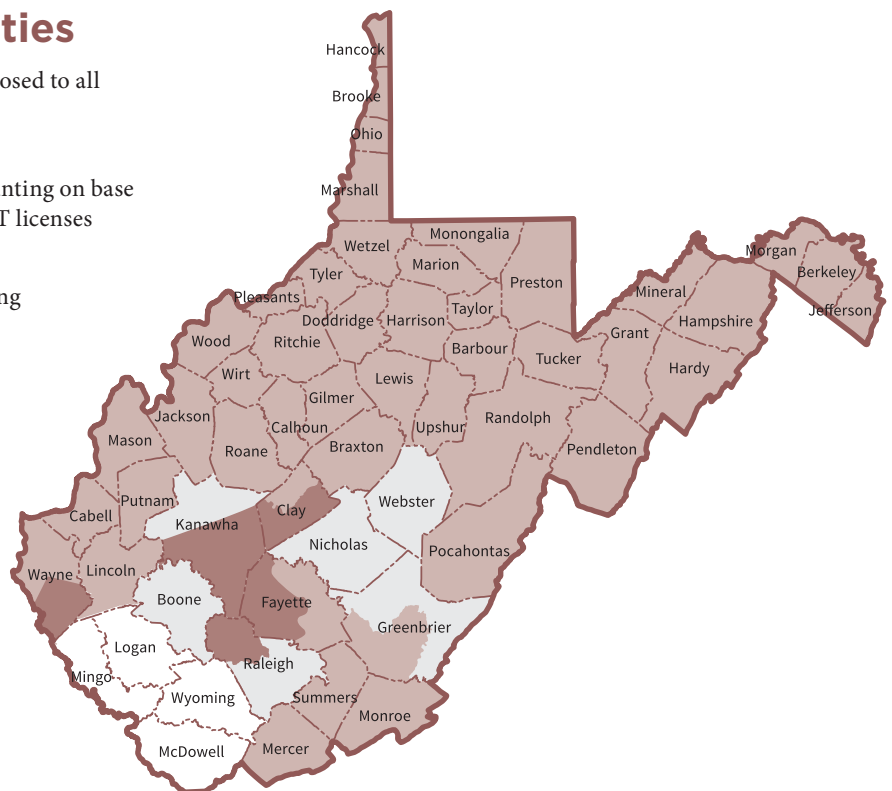 ties
osed to all
nting on base
T licenses
ng
Hancock
Brooke
Ohio
Marshall
Wetzel
Monongalia
Marion
Tyler
Preston
Pleasants
Doddridge
Harrison
Taylor
Wood
Ritchie
Barbour
Tucker
Wirt
Lewis
Gilmer
Jackson
Calhoun
Upshur
Randolph
Mason
Roane
Braxton
Pendleton
Morgan
Berkeley
Jefferson
Mineral
Hampshire
Grant
Hardy
Putnam
Webster
Cabell
Kanawha
Clay
Nicholas
Pocahontas
Wayne
Lincoln
Boone
Fayette
Greenbrier
Logan
Raleigh
Mingo
Wyoming
Summers
Monroe
McDowell
Mercer